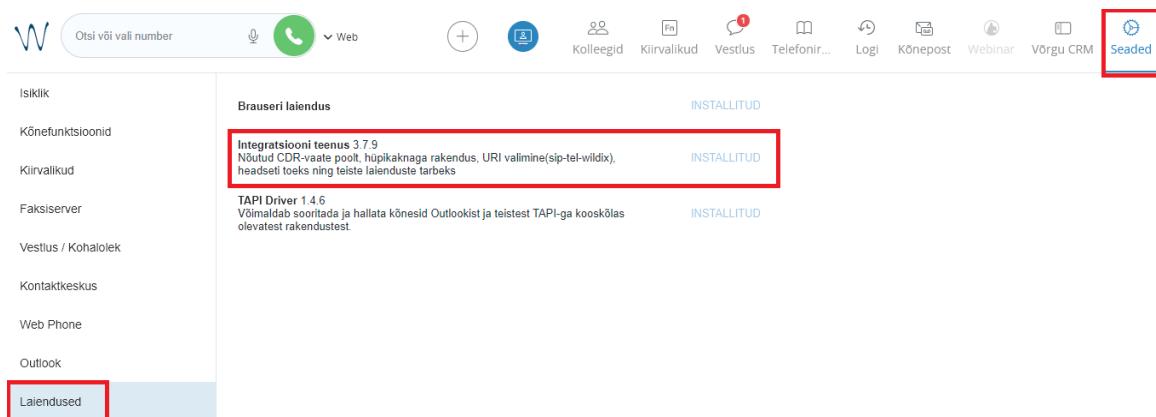 Otsi või vali number
Web
Kolleegid
Fn
Kiirvalikud
1
Vestlus
Telefonir...
Logi
Kõnepost
Webinar
Võrgu CRM
Seaded
Isiklik
Kõnefunktsioonid
Kiirvalikud
Faksiserver
Vestlus / Kohalolek
Kontaktkeskus
Web Phone
Outlook
Laiendused
Brauseri laiendus
INSTALLITUD
Integratsiooni teenus 3.7.9
Nõutud CDR-vaate poolt, hüpikaknaga rakendus, URI valimine(sip-tel-wildix),
headseti toeks ning teiste laienduste tarbeks
INSTALLITUD
TAPI Driver 1.4.6
Võimaldab sooritada ja hallata kõnesid Outlookist ja teistest TAPI-ga kooskõlas
olevatest rakendustest.
INSTALLITUD